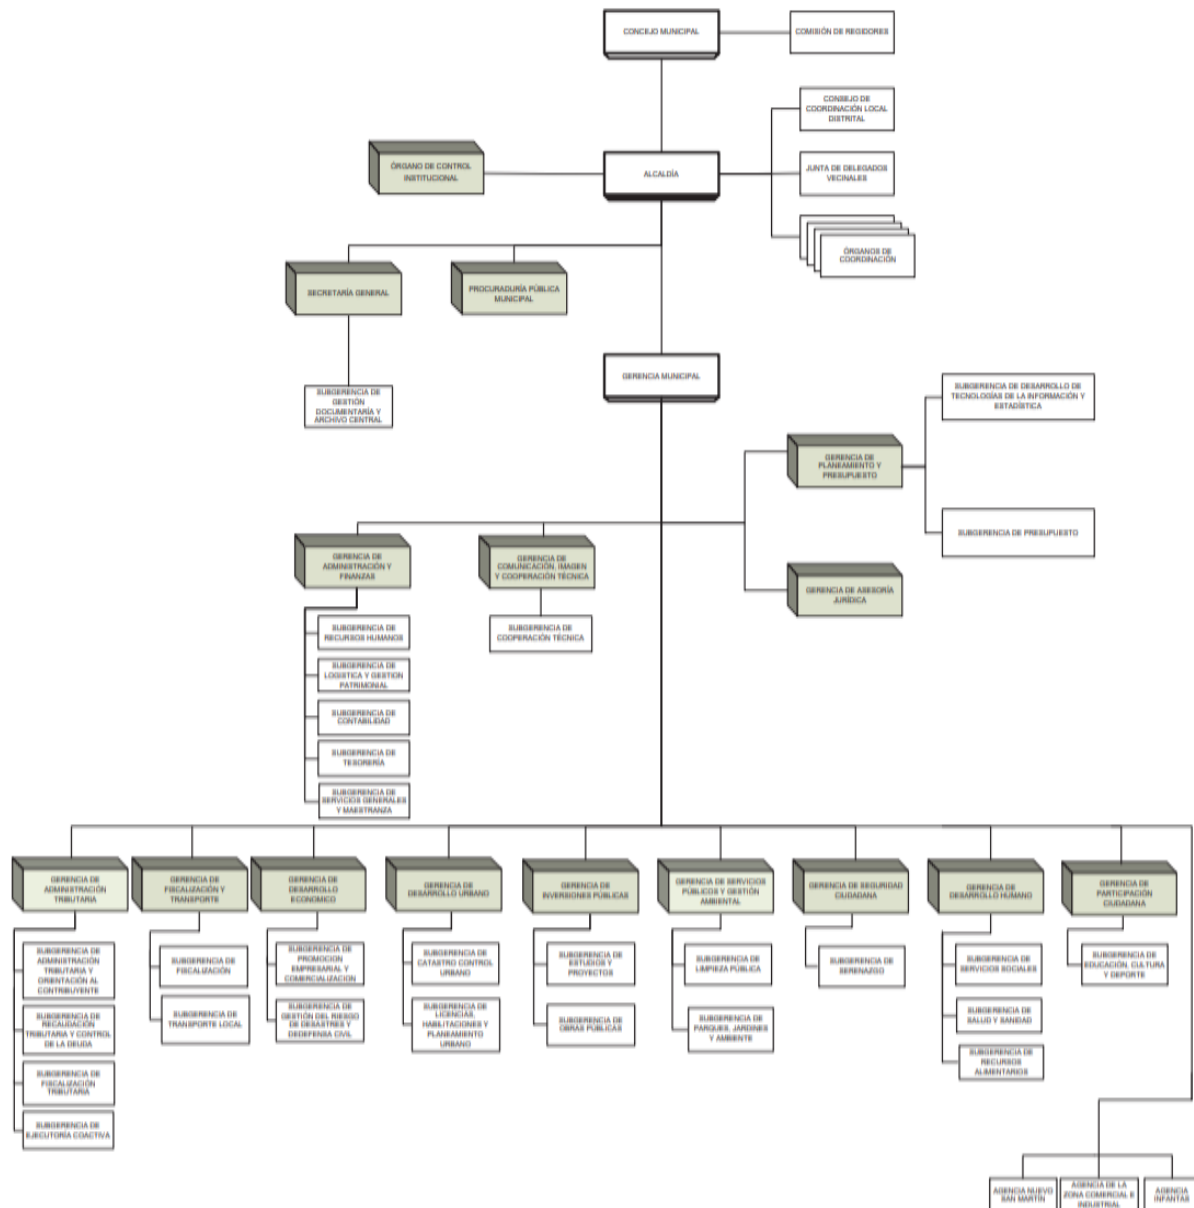 CONCEJO MUNICIPAL
COMISIÓN DE REGIDORES
CONSEJO DE
COORDINACIÓN LOCAL
DISTRITAL
ÓRGANO DE CONTROL
INSTITUCIONAL
ALCALDÍA
JUNTA DE DELEGADOS
VECINALES
ÓRGANOS DE
COORDINACIÓN
SECRETARÍA GENERAL
PROCURADURÍA PÚBLICA
MUNICIPAL
GERENCIA MUNICIPAL
SUBGERENCIA DE
GESTIÓN
DOCUMENTARÍA Y
ARCHIVO CENTRAL
SUBGERENCIA DE DESARROLLO DE
TECNOLOGÍAS DE LA INFORMACIÓN Y
ESTADÍSTICA
GERENCIA DE
PLANEAMIENTO Y
PRESUPUESTO
SUBGERENCIA DE PRESUPUESTO
GERENCIA DE
ADMINISTRACIÓN Y
FINANZAS
GERENCIA DE
COMUNICACIÓN, IMAGEN
Y COOPERACIÓN TÉCNICA
GERENCIA DE ASESORÍA
JURÍDICA
SUBGERENCIA DE
RECURSOS HUMANOS
SUBGERENCIA DE
COOPERACIÓN TÉCNICA
SUBGERENCIA DE
LOGISTICA Y GESTION
PATRIMONIAL
SUBGERENCIA DE
CONTABILIDAD
SUBGERENCIA DE
TESORERÍA
SUBGERENCIA DE
SERVICIOS GENERALES
Y MAESTRANZA
GERENCIA DE
ADMINISTRACIÓN
TRIBUTARIA
GERENCIA DE
FISCALIZACIÓN Y
TRANSPORTE
GERENCIA DE
DESARROLLO
ECONOMICO
GERENCIA DE
DESARROLLO URBANO
GERENCIA DE
INVERSIONES PÚBLICAS
GERENCIA DE SERVICIOS
PÚBLICOS Y GESTIÓN
AMBIENTAL
GERENCIA DE SEGURIDAD
CIUDADANA
GERENCIA DE
DESARROLLO HUMANO
GERENCIA DE
PARTICIPACIÓN
CIUDADANA
SUBGERENCIA DE
ADMINISTRACIÓN
TRIBUTARIA Y
ORIENTACIÓN AL
CONTRIBUYENTE
SUBGERENCIA DE
FISCALIZACIÓN
SUBGERENCIA DE
PROMOCION
EMPRESARIAL Y
COMERCIALIZACION
SUBGERENCIA DE
CATASTRO CONTROL
URBANO
SUBGERENCIA DE
ESTUDIOS Y
PROYECTOS
SUBGERENCIA DE
LIMPIEZA PÚBLICA
SUBGERENCIA DE
SERENAZGO
SUBGERENCIA DE
SERVICIOS SOCIALES
SUBGERENCIA DE
EDUCACIÓN, CULTURA
Y DEPORTE
SUBGERENCIA DE
RECAUDACIÓN
TRIBUTARIA Y CONTROL
DE LA DEUDA
SUBGERENCIA DE
TRANSPORTE LOCAL
SUBGERENCIA DE
GESTIÓN DEL RIESGO
DE DESASTRES Y
DEDEFENSA CIVIL
SUBGERENCIA DE
LICENCIAS,
HABILITACIONES Y
PLANEAMIENTO
URBANO
SUBGERENCIA DE
OBRAS PÚBLICAS
SUBGERENCIA DE
PARQUES, JARDINES
Y AMBIENTE
SUBGERENCIA DE
SALUD Y SANIDAD
SUBGERENCIA DE
FISCALIZACIÓN
TRIBUTARIA
SUBGERENCIA DE
RECURSOS
ALIMENTARIOS
SUBGERENCIA DE
EJECUTORÍA COACTIVA
AGENCIA NUEVO
SAN MARTÍN
AGENCIA DE LA
ZONA COMERCIAL E
INDUSTRIAL
AGENCIA
INFANTAS